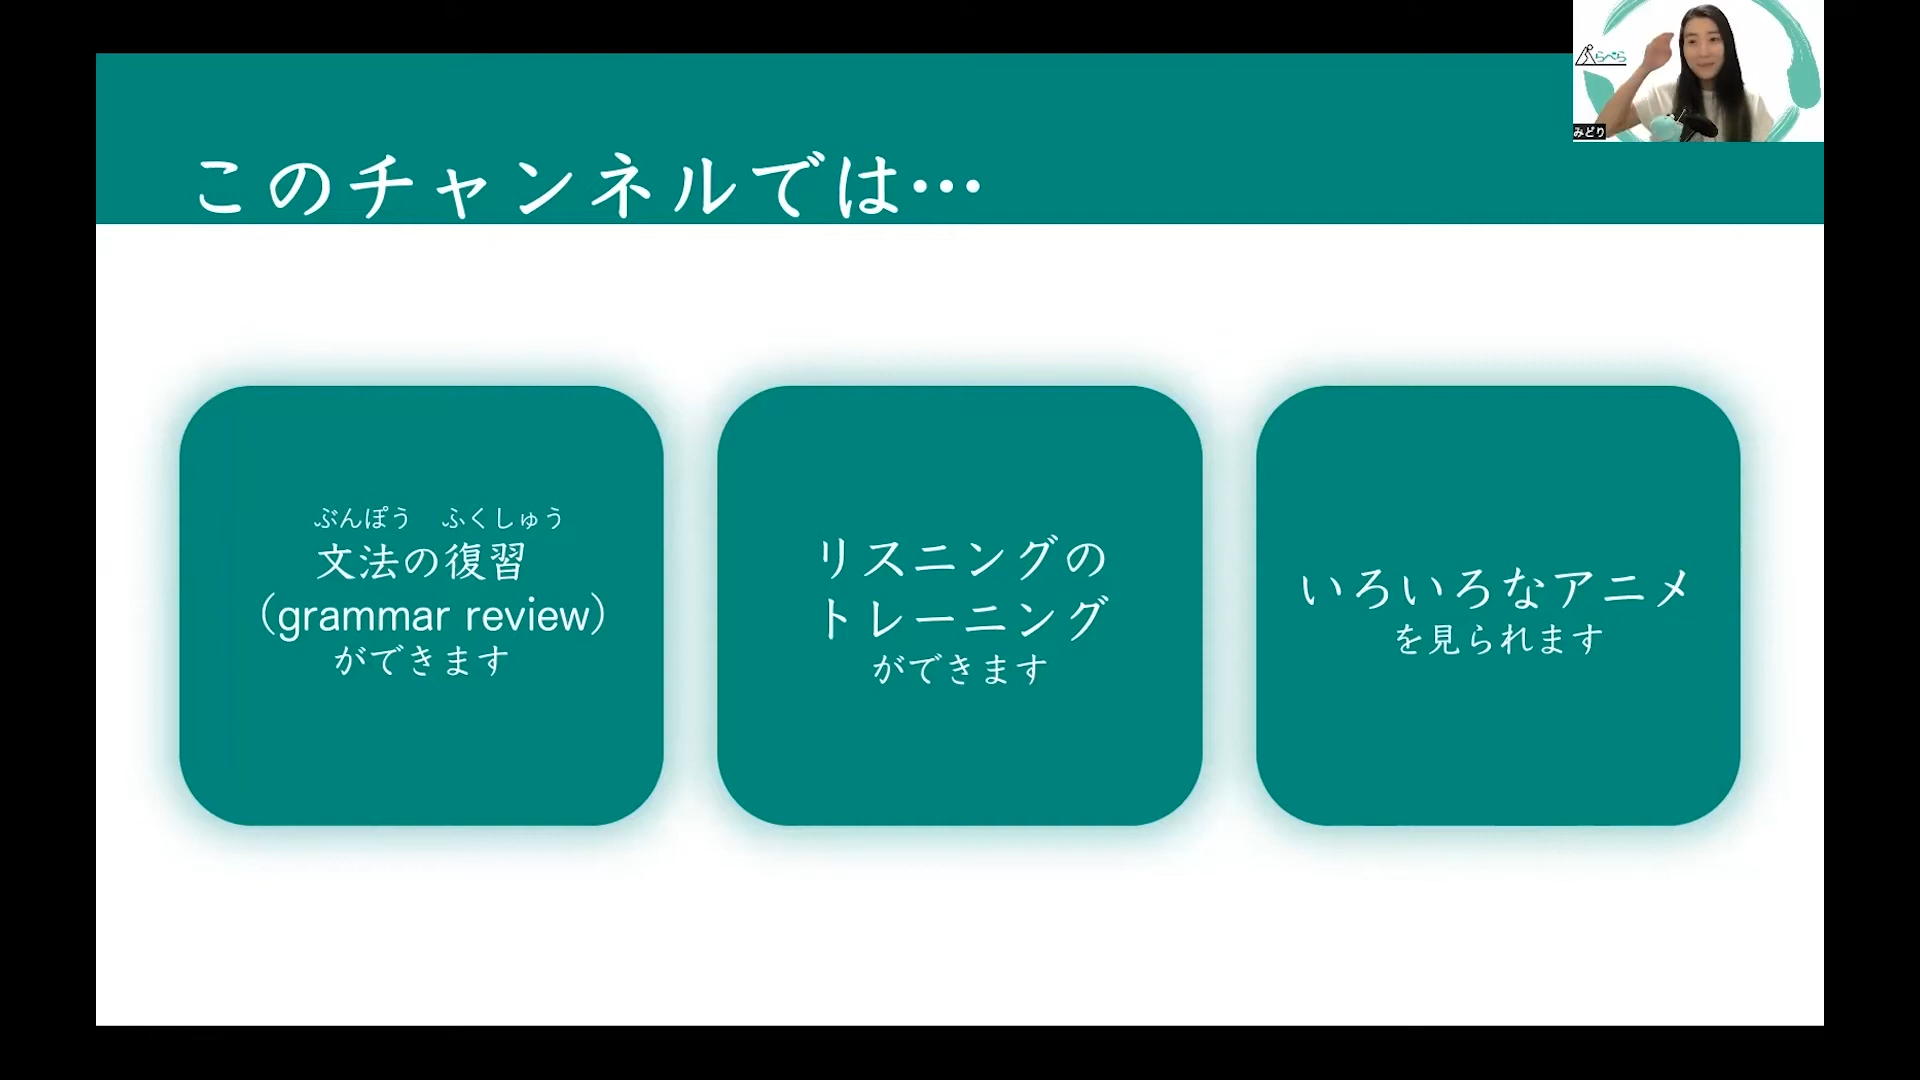 らぺら
みどり
このチャンネルでは…
ぶんぽう ふくしゅう
文法の復習
（grammar review）
ができます
リスニングの
トレーニング
ができます
いろいろなアニメ
を見られます